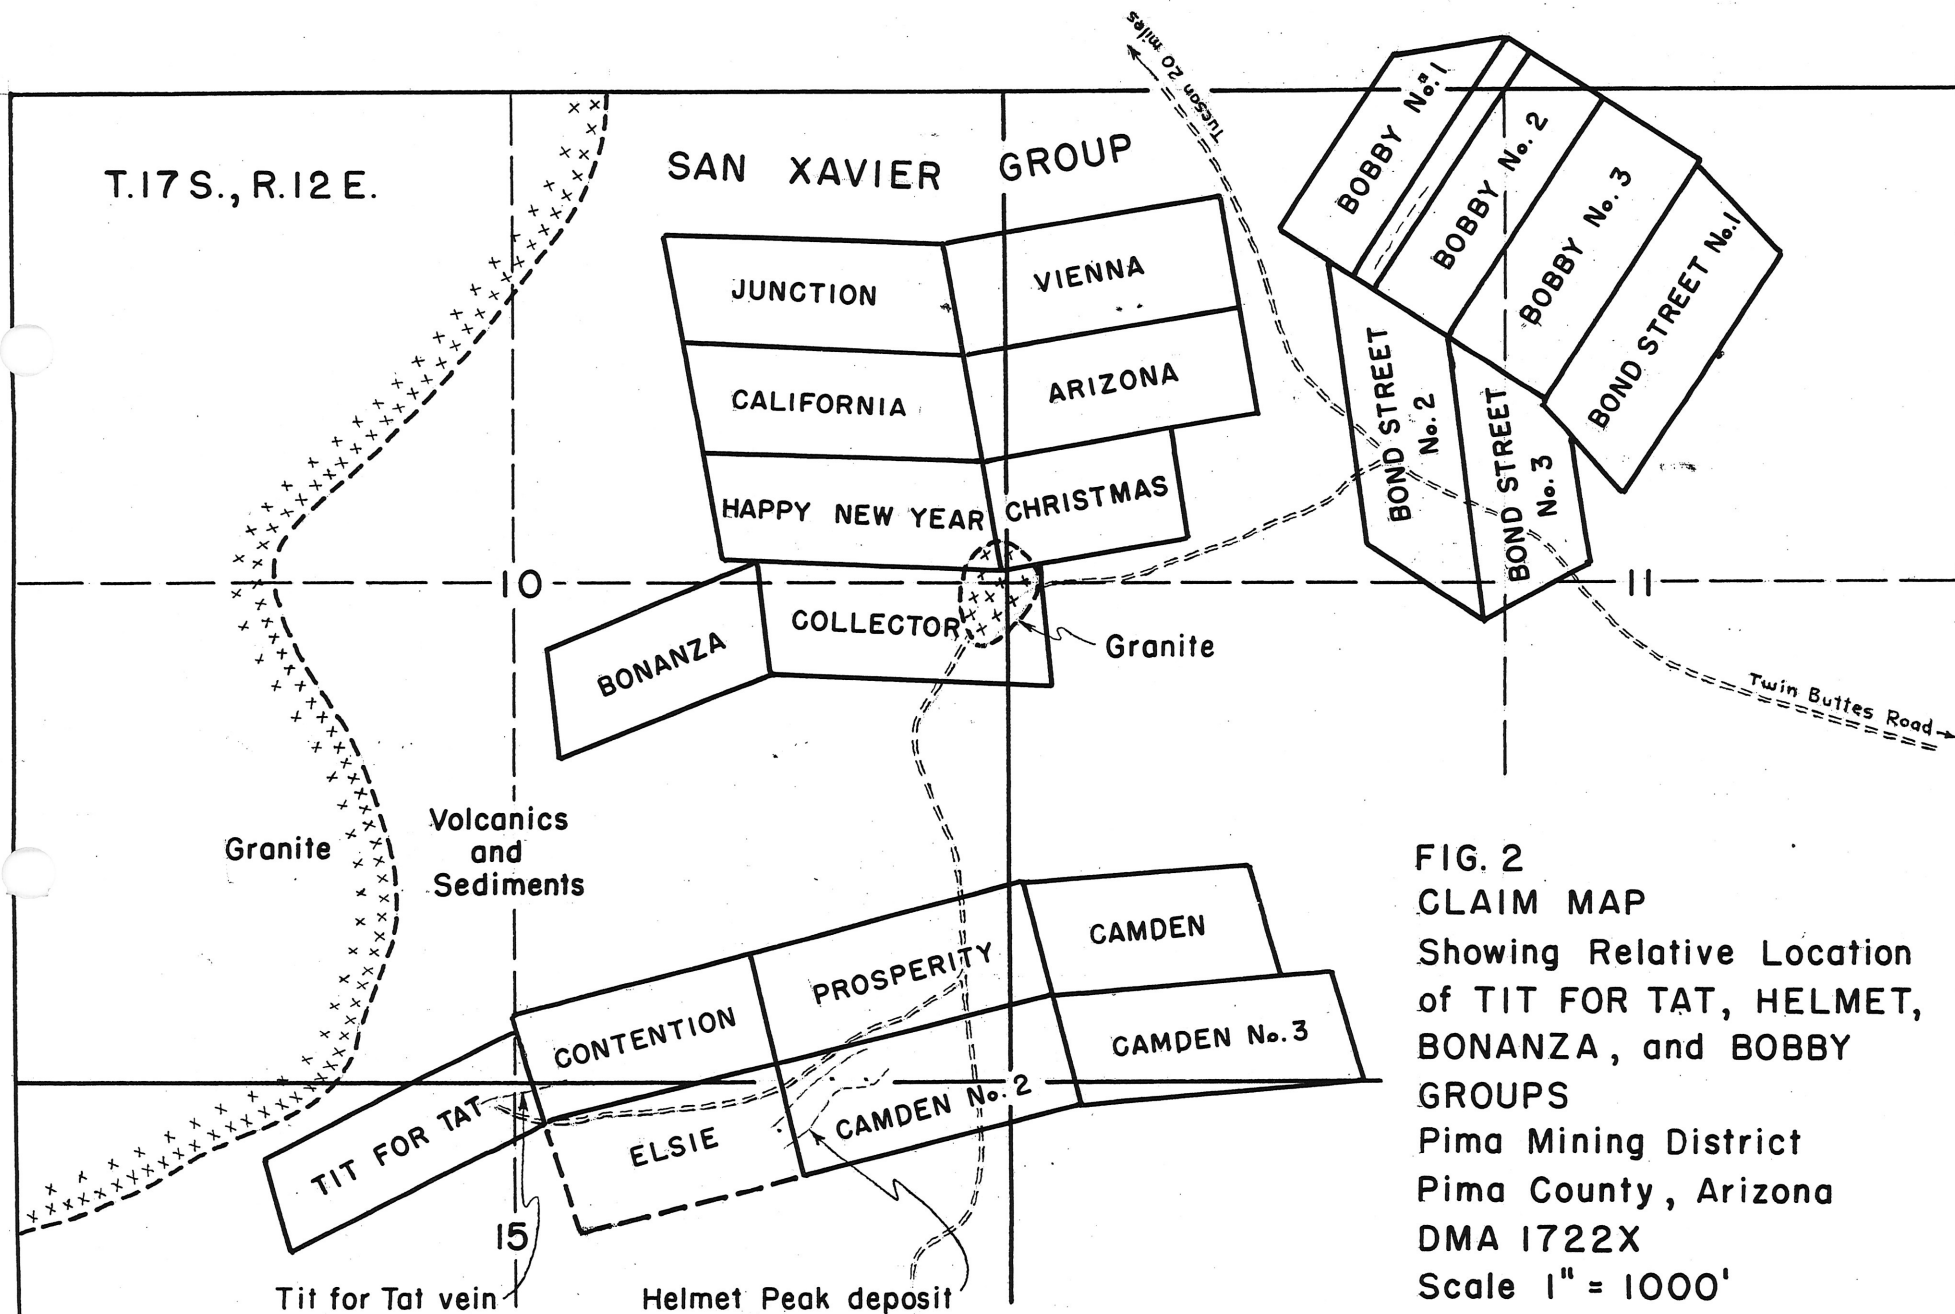 Tucson 20 miles
T.17 S., R.12 E.
SAN XAVIER GROUP
BOBBY No. 1
BOBBY No. 2
BOBBY No. 3
BOND STREET No.1
JUNCTION
VIENNA
CALIFORNIA
ARIZONA
HAPPY NEW YEAR
CHRISTMAS
BOND STREET
No. 2
BOND STREET
No. 3
10
11
COLLECTOR
BONANZA
Granite
Twin Buttes Road
Granite
Volcanics
and
Sediments
CAMDEN
PROSPERITY
CONTENTION
CAMDEN No. 3
TIT FOR TAT
ELSIE
CAMDEN No. 2
15
Tit for Tat vein
Helmet Peak deposit
FIG. 2
CLAIM MAP
Showing Relative Location
of TIT FOR TAT, HELMET,
BONANZA, and BOBBY
GROUPS
Pima Mining District
Pima County, Arizona
DMA 1722X
Scale 1" = 1000'